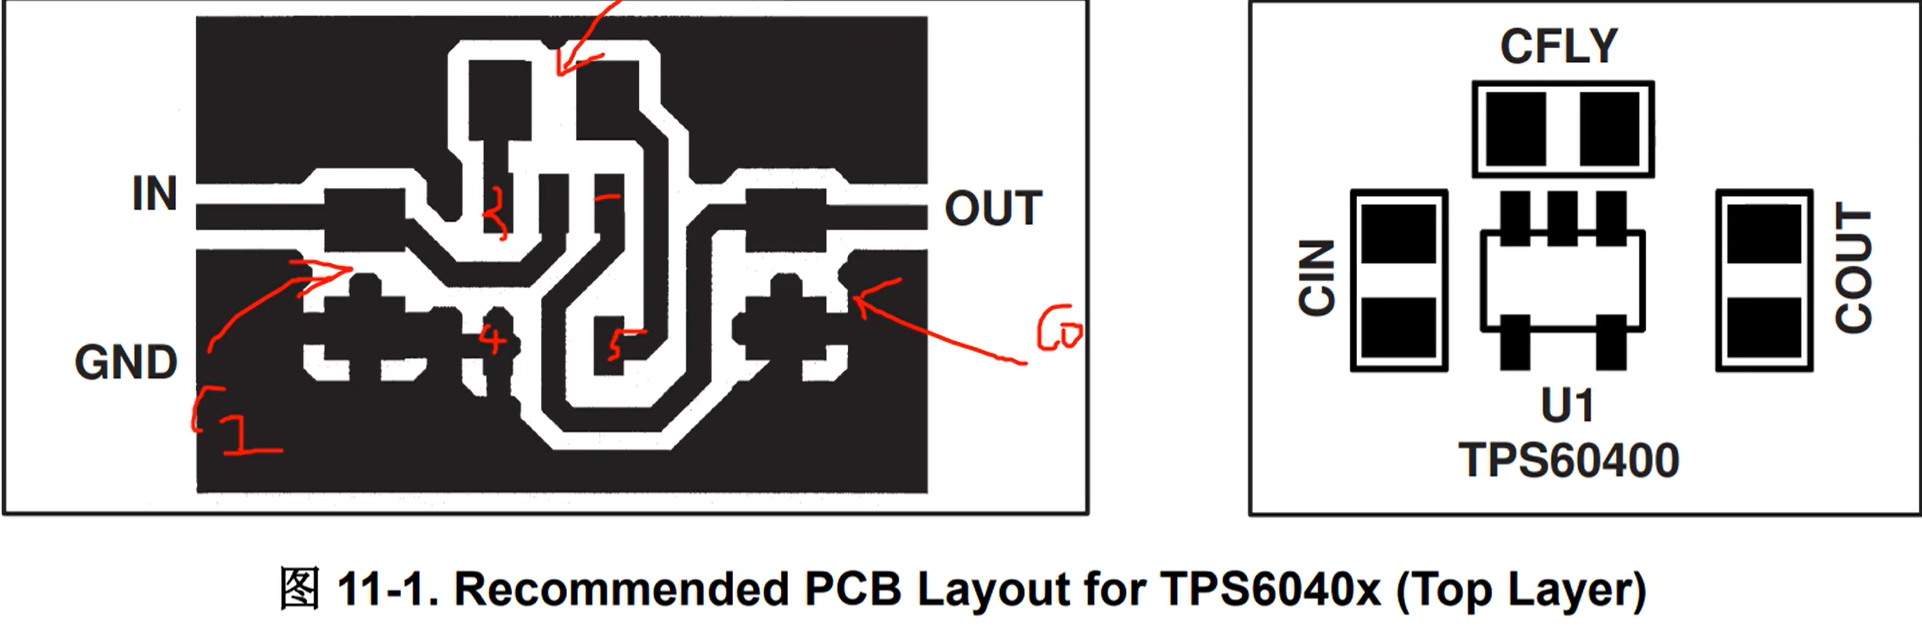 CFLY
IN
OUT
3
1
CIN
COUT
4
5
Co
GND
U1
TPS60400
图 11-1. Recommended PCB Layout for TPS6040x (Top Layer)